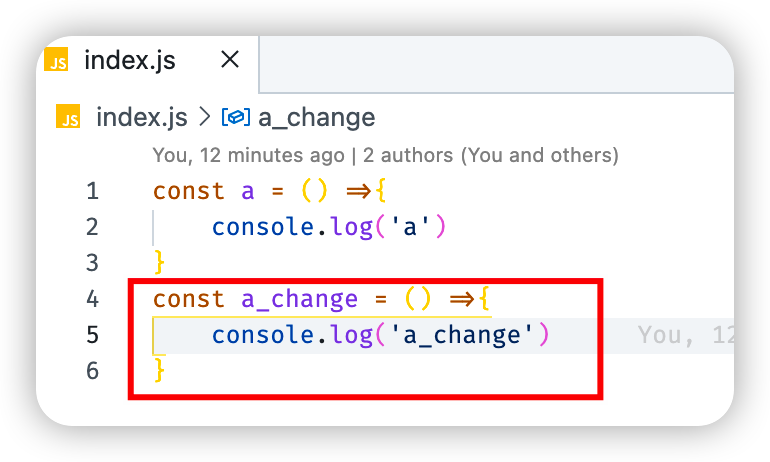 JS index.js ×
JS index.js > a_change
You, 12 minutes ago | 2 authors (You and others)
1 const a = () =>{
2 console.log('a')
3 }
4 const a_change = () =>{
5 console.log('a_change') You, 12
6 }